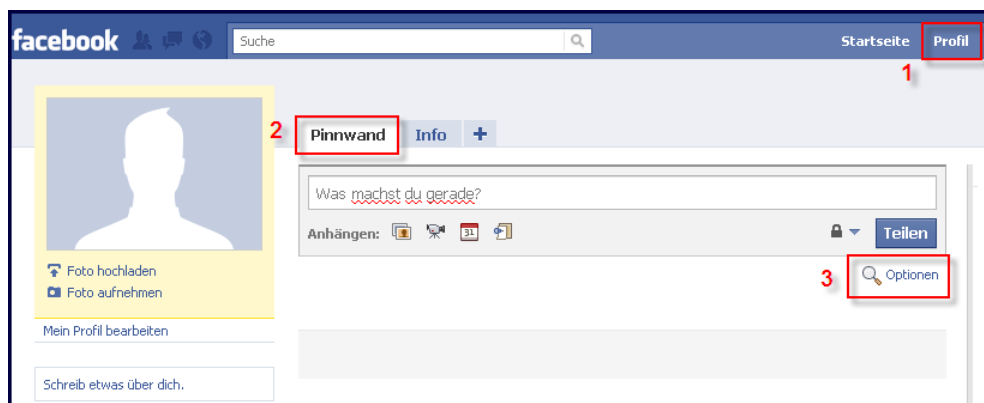 facebook Suche Startseite Profil
1
2 Pinnwand Info +
Was machst du gerade?
Anhängen: 31 Teilen
3 Optionen
Foto hochladen
Foto aufnehmen
Mein Profil bearbeiten
Schreib etwas über dich.